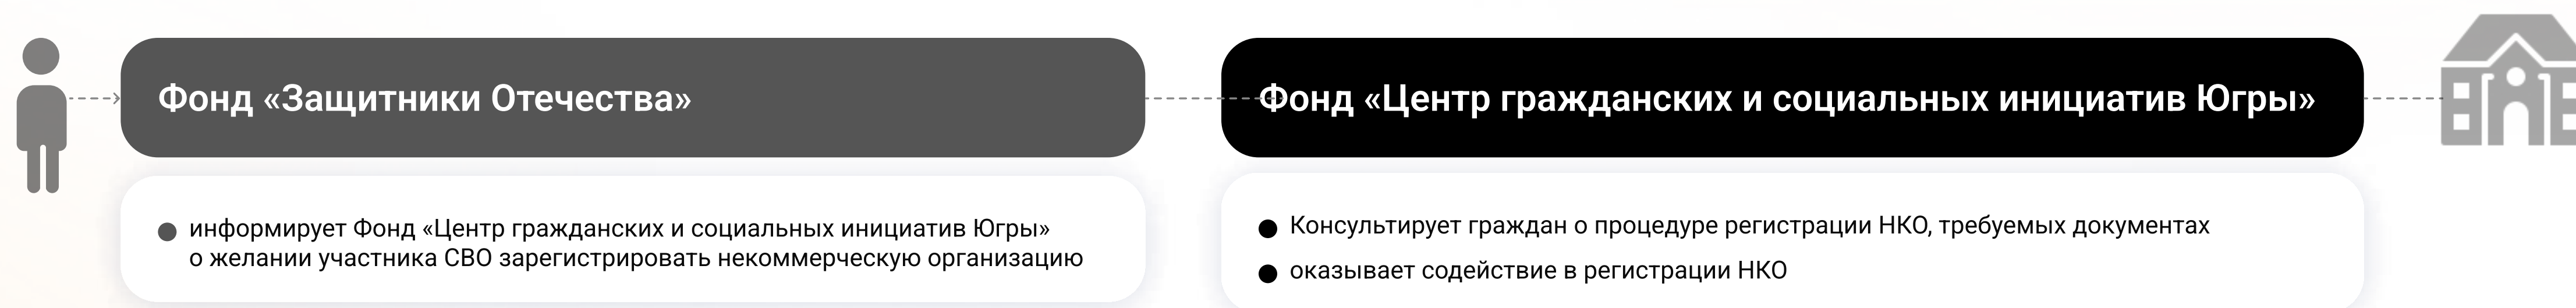 Фонд «Защитники Отечества»
Фонд «Центр гражданских и социальных инициатив Югры»
информирует Фонд «Центр гражданских и социальных инициатив Югры»
о желании участника СВО зарегистрировать некоммерческую организацию
Консультирует граждан о процедуре регистрации НКО, требуемых документах
оказывает содействие в регистрации НКО